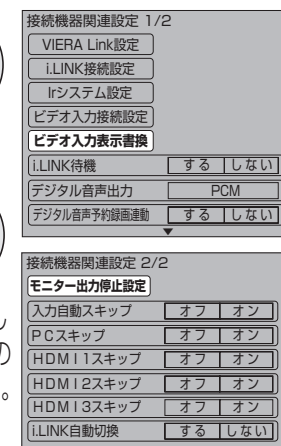 接続機器関連設定 1/2
VIERA Link設定
i.LINK接続設定
Irシステム設定
ビデオ入力接続設定
ビデオ入力表示書換
i.LINK待機 する しない
デジタル音声出力 PCM
デジタル音声予約録画連動 する しない
接続機器関連設定 2/2
モニター出力停止設定
入力自動スキップ オフ オン
PCスキップ オフ オン
HDMI1スキップ オフ オン
し
HDMI2スキップ オフ オン
の
HDMI3スキップ オフ オン
。
i.LINK自動切換 する しない